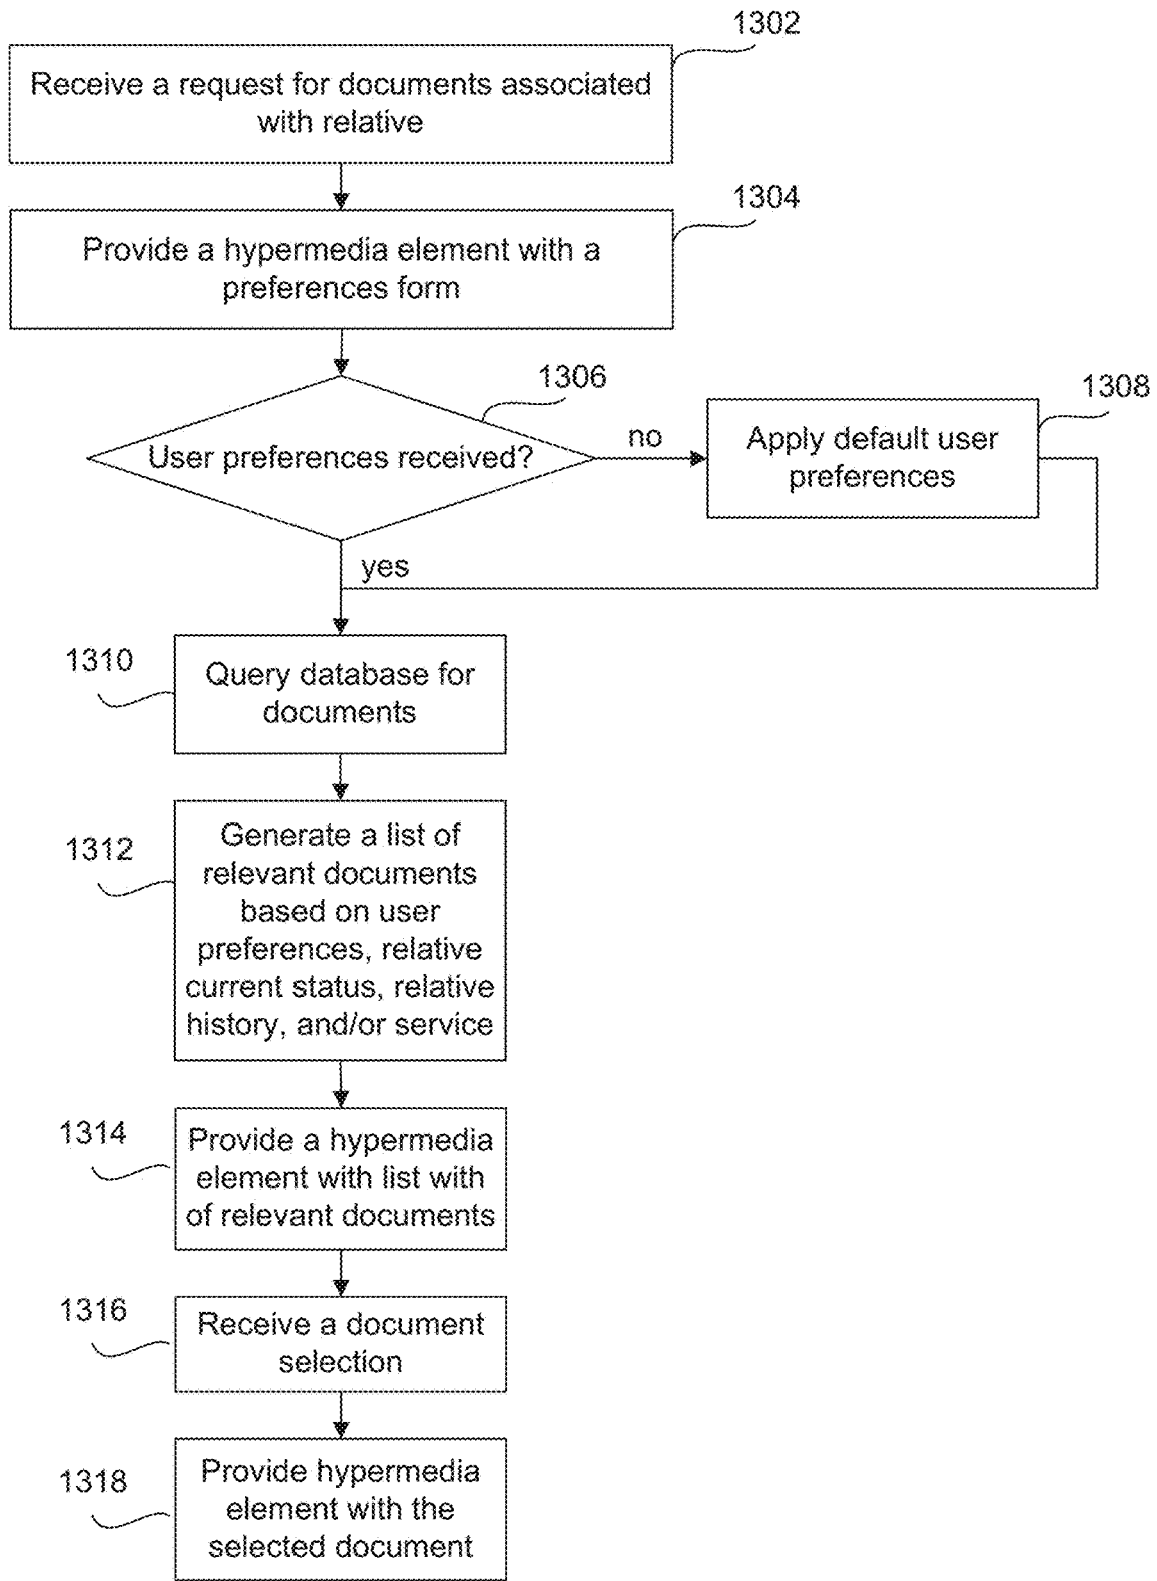 1302
Receive a request for documents associated
with relative
1304
Provide a hypermedia element with a
preferences form
1306
User preferences received?
no
1308
Apply default user
preferences
yes
1310
Query database for
documents
1312
Generate a list of
relevant documents
based on user
preferences, relative
current status, relative
history, and/or service
1314
Provide a hypermedia
element with list with
of relevant documents
1316
Receive a document
selection
1318
Provide hypermedia
element with the
selected document